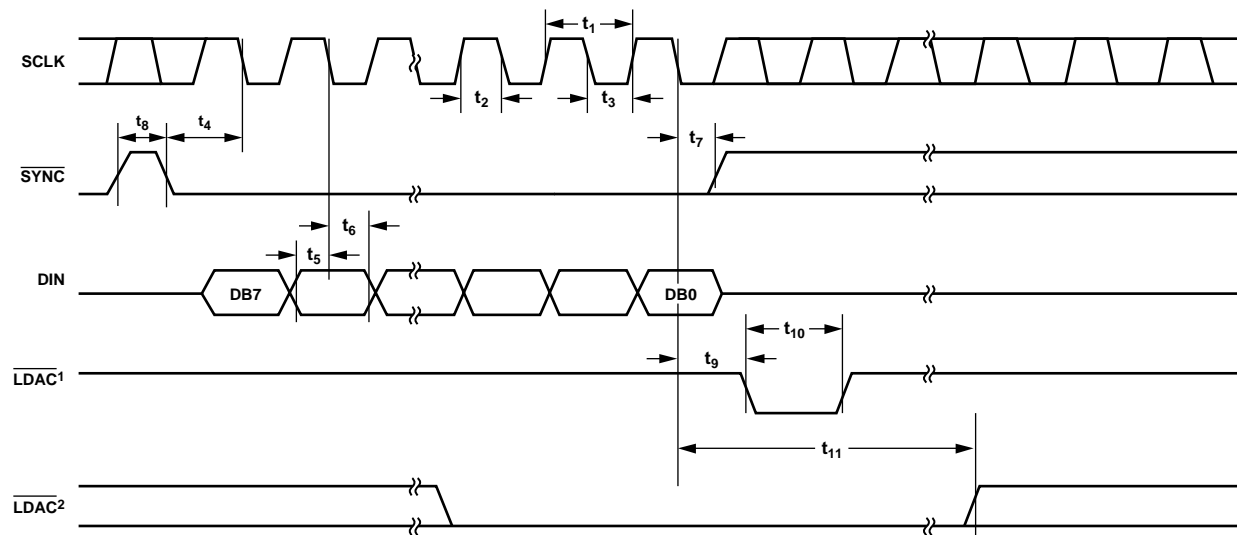 t₁
SCLK
t₂
t₃
t₈
t₄
t₇
SYNC
t₆
t₅
DIN
DB7
DB0
t₁₀
t₉
LDAC¹
t₁₁
LDAC²